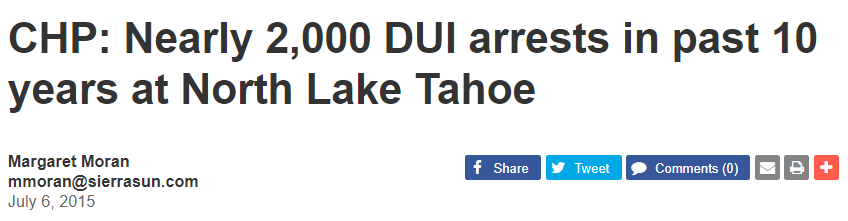 CHP: Nearly 2,000 DUI arrests in past 10
years at North Lake Tahoe
Margaret Moran
mmoran@sierrasun.com
July 6, 2015
Share
Tweet
Comments (0)